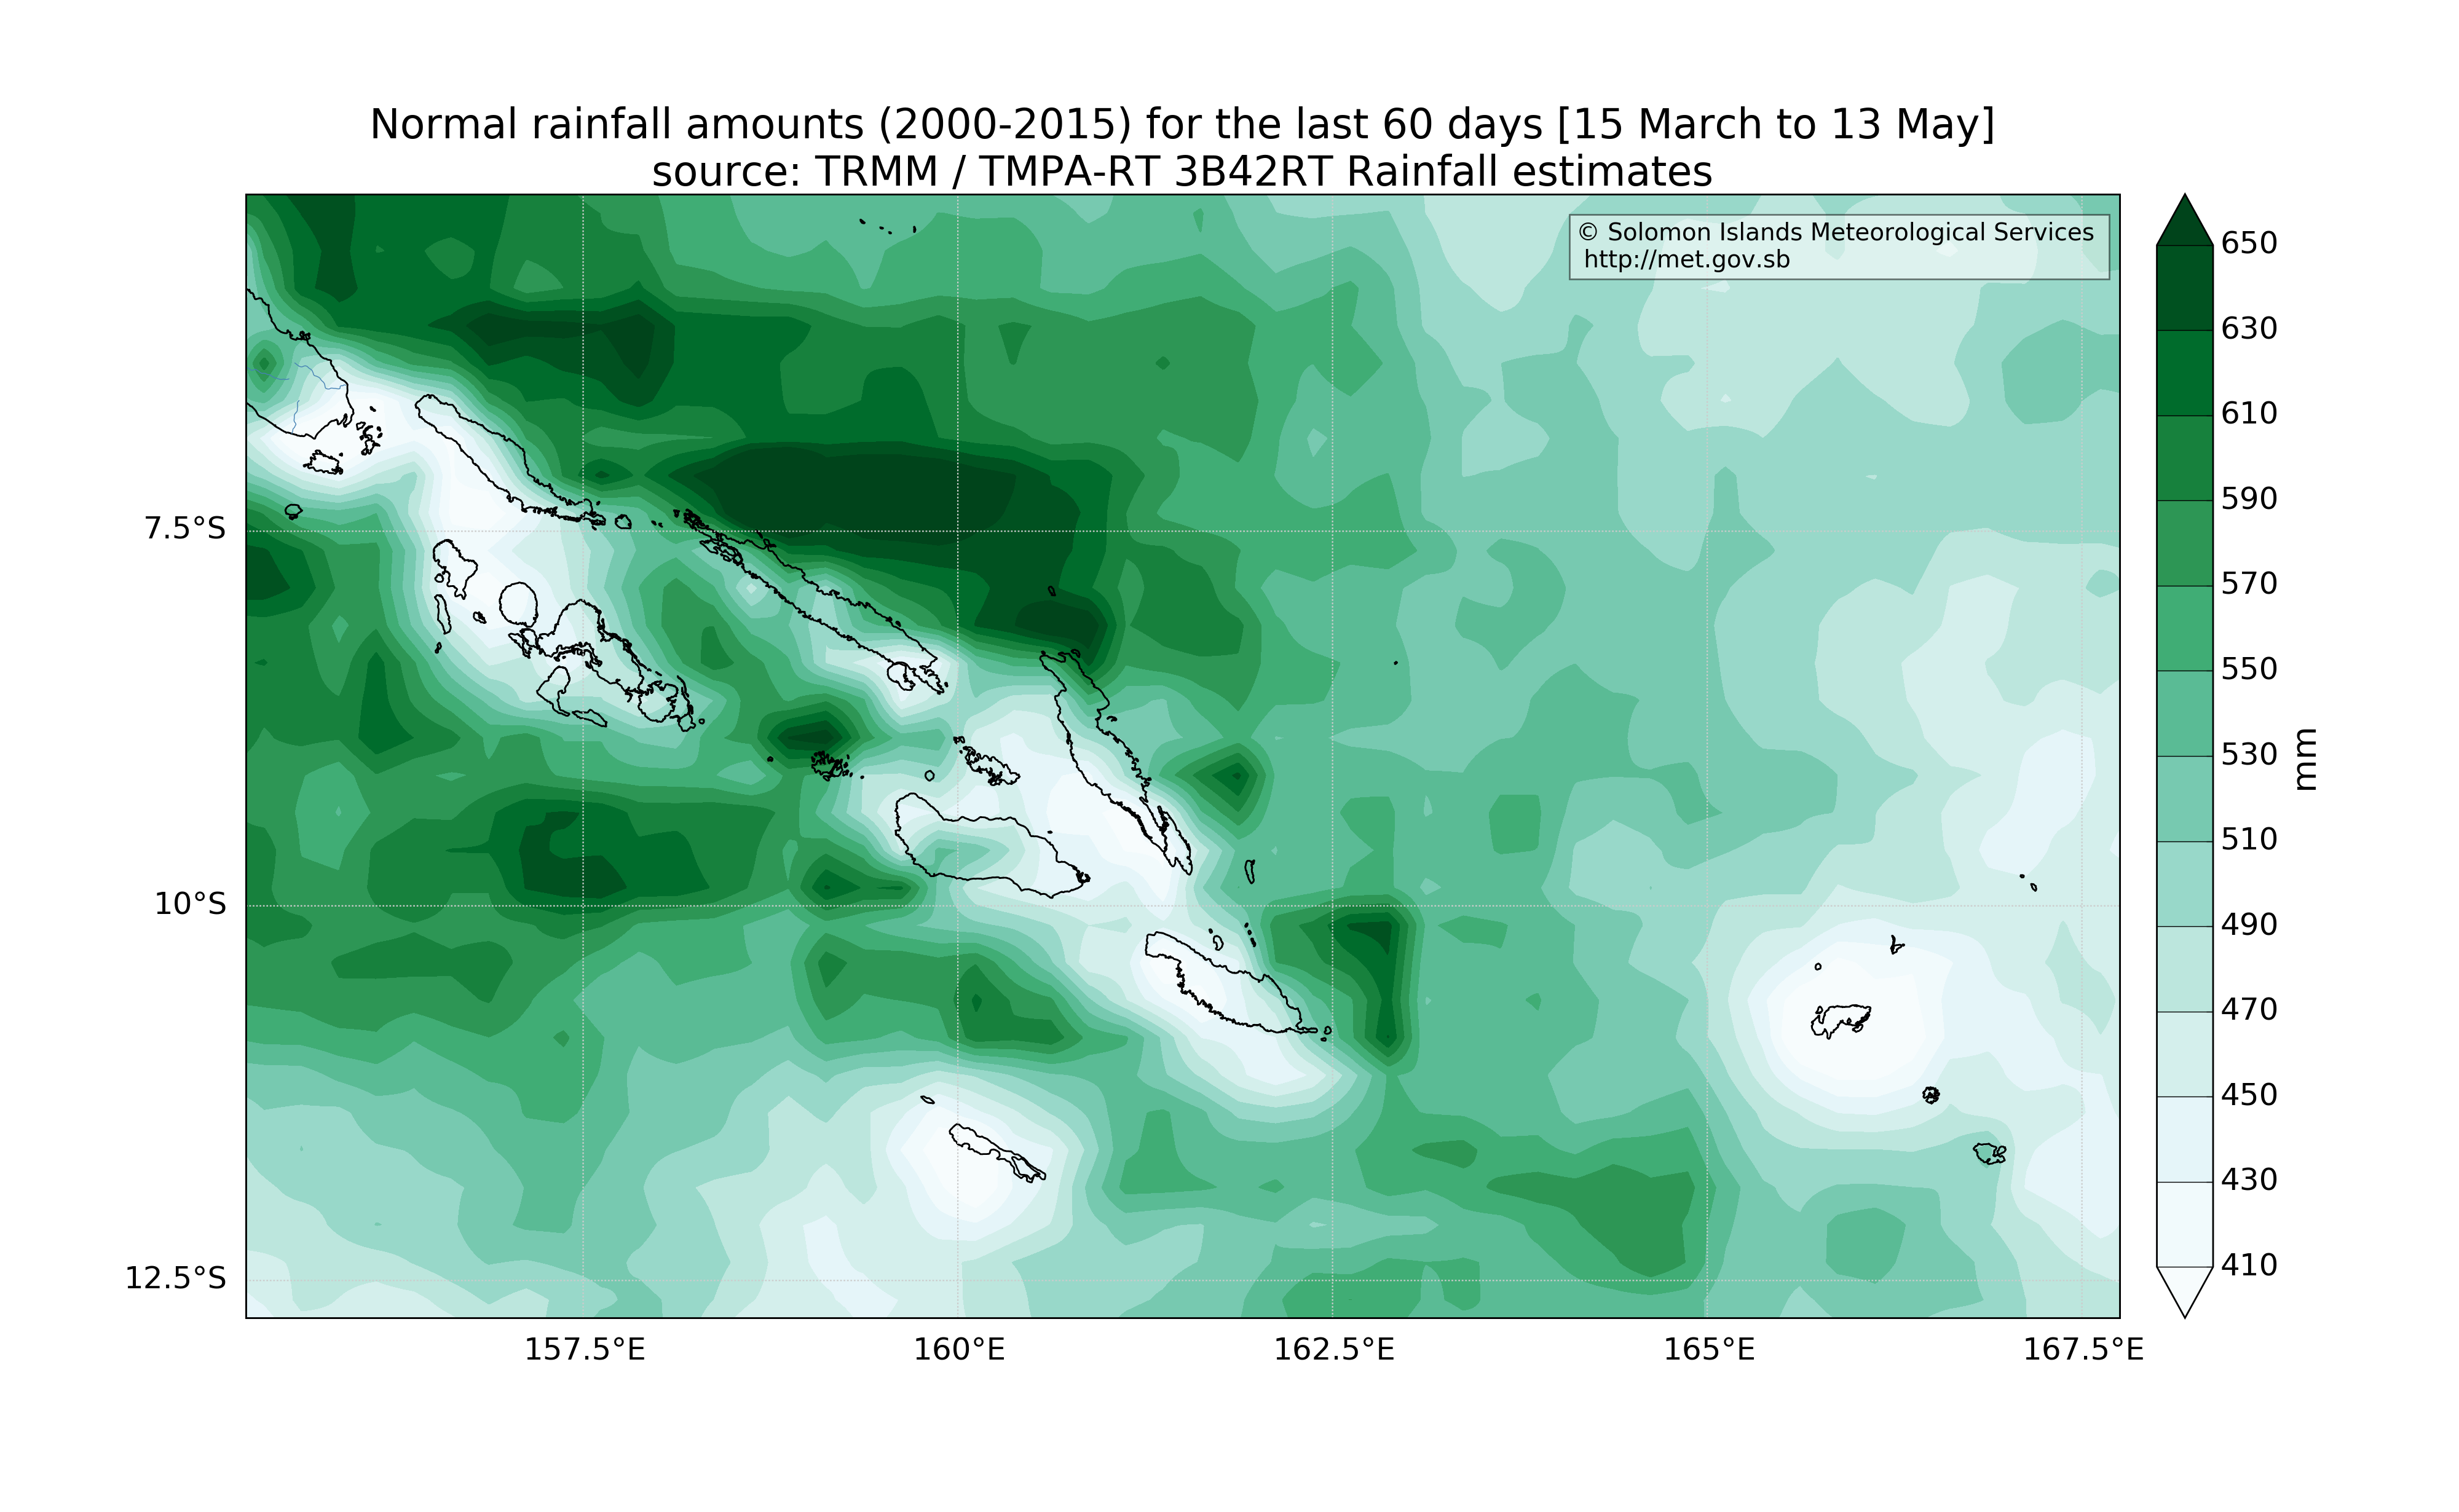 Normal rainfall amounts (2000-2015) for the last 60 days [15 March to 13 May]
source: TRMM / TMPA-RT 3B42RT Rainfall estimates
© Solomon Islands Meteorological Services
http://met.gov.sb
650
630
610
590
570
550
530
510
490
470
450
430
410
mm
7.5°S
10°S
12.5°S
157.5°E
160°E
162.5°E
165°E
167.5°E